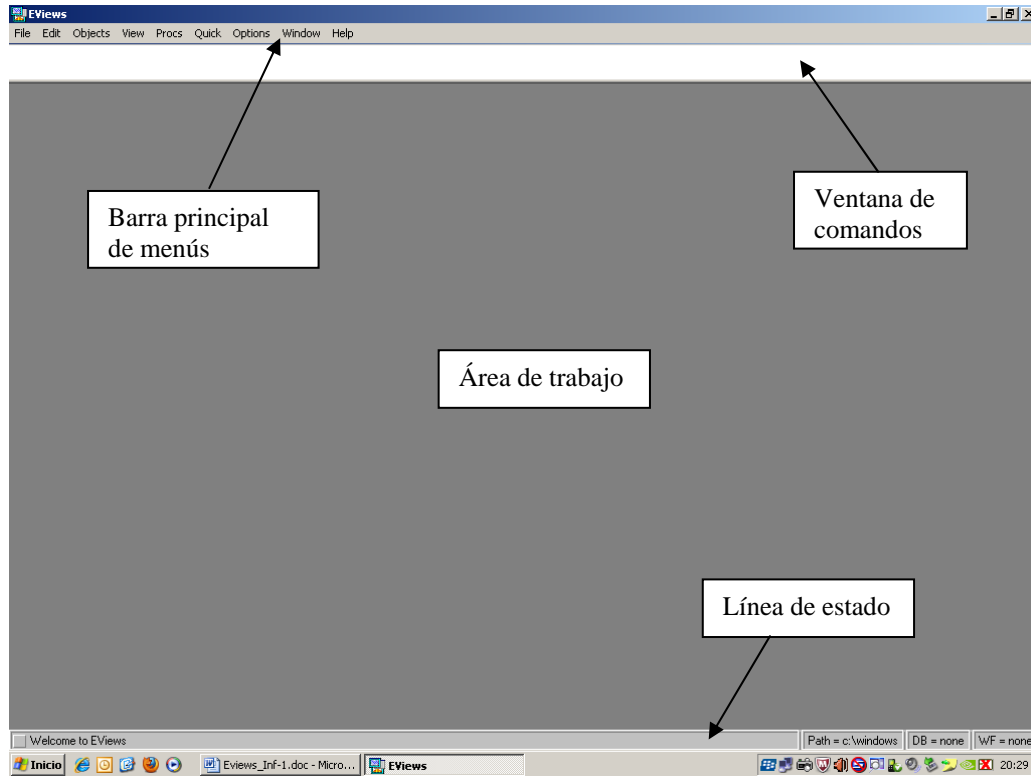 EViews
File Edit Objects View Procs Quick Options Window Help
Barra principal
de menús
Ventana de
comandos
Área de trabajo
Línea de estado
Welcome to EViews
Path = c:\windows DB = none WF = none
Inicio Eviews_Inf-1.doc - Micro... EViews 20:29